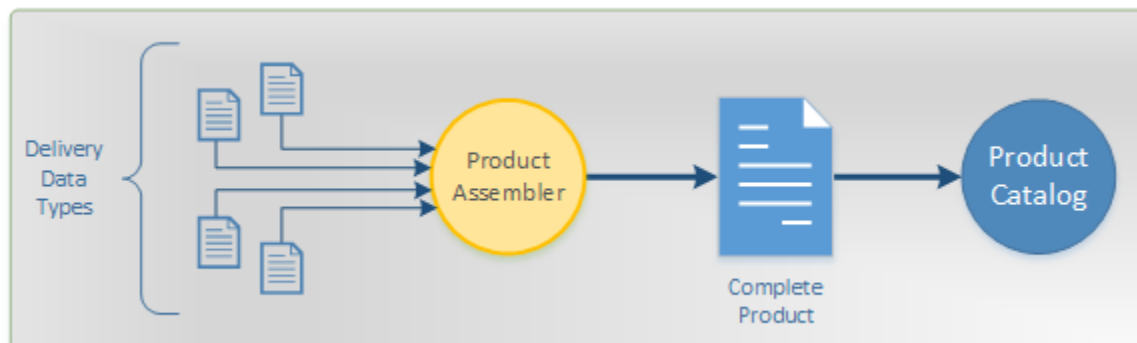 Delivery
Data
Types
Product
Assembler
Complete
Product
Product
Catalog